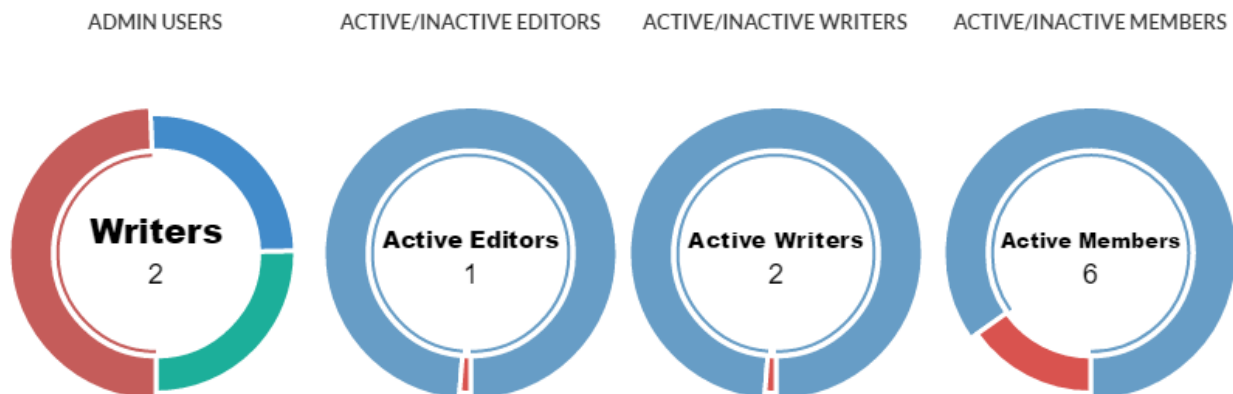 ADMIN USERS
ACTIVE/INACTIVE EDITORS
ACTIVE/INACTIVE WRITERS
ACTIVE/INACTIVE MEMBERS
Writers
2
Active Editors
1
Active Writers
2
Active Members
6